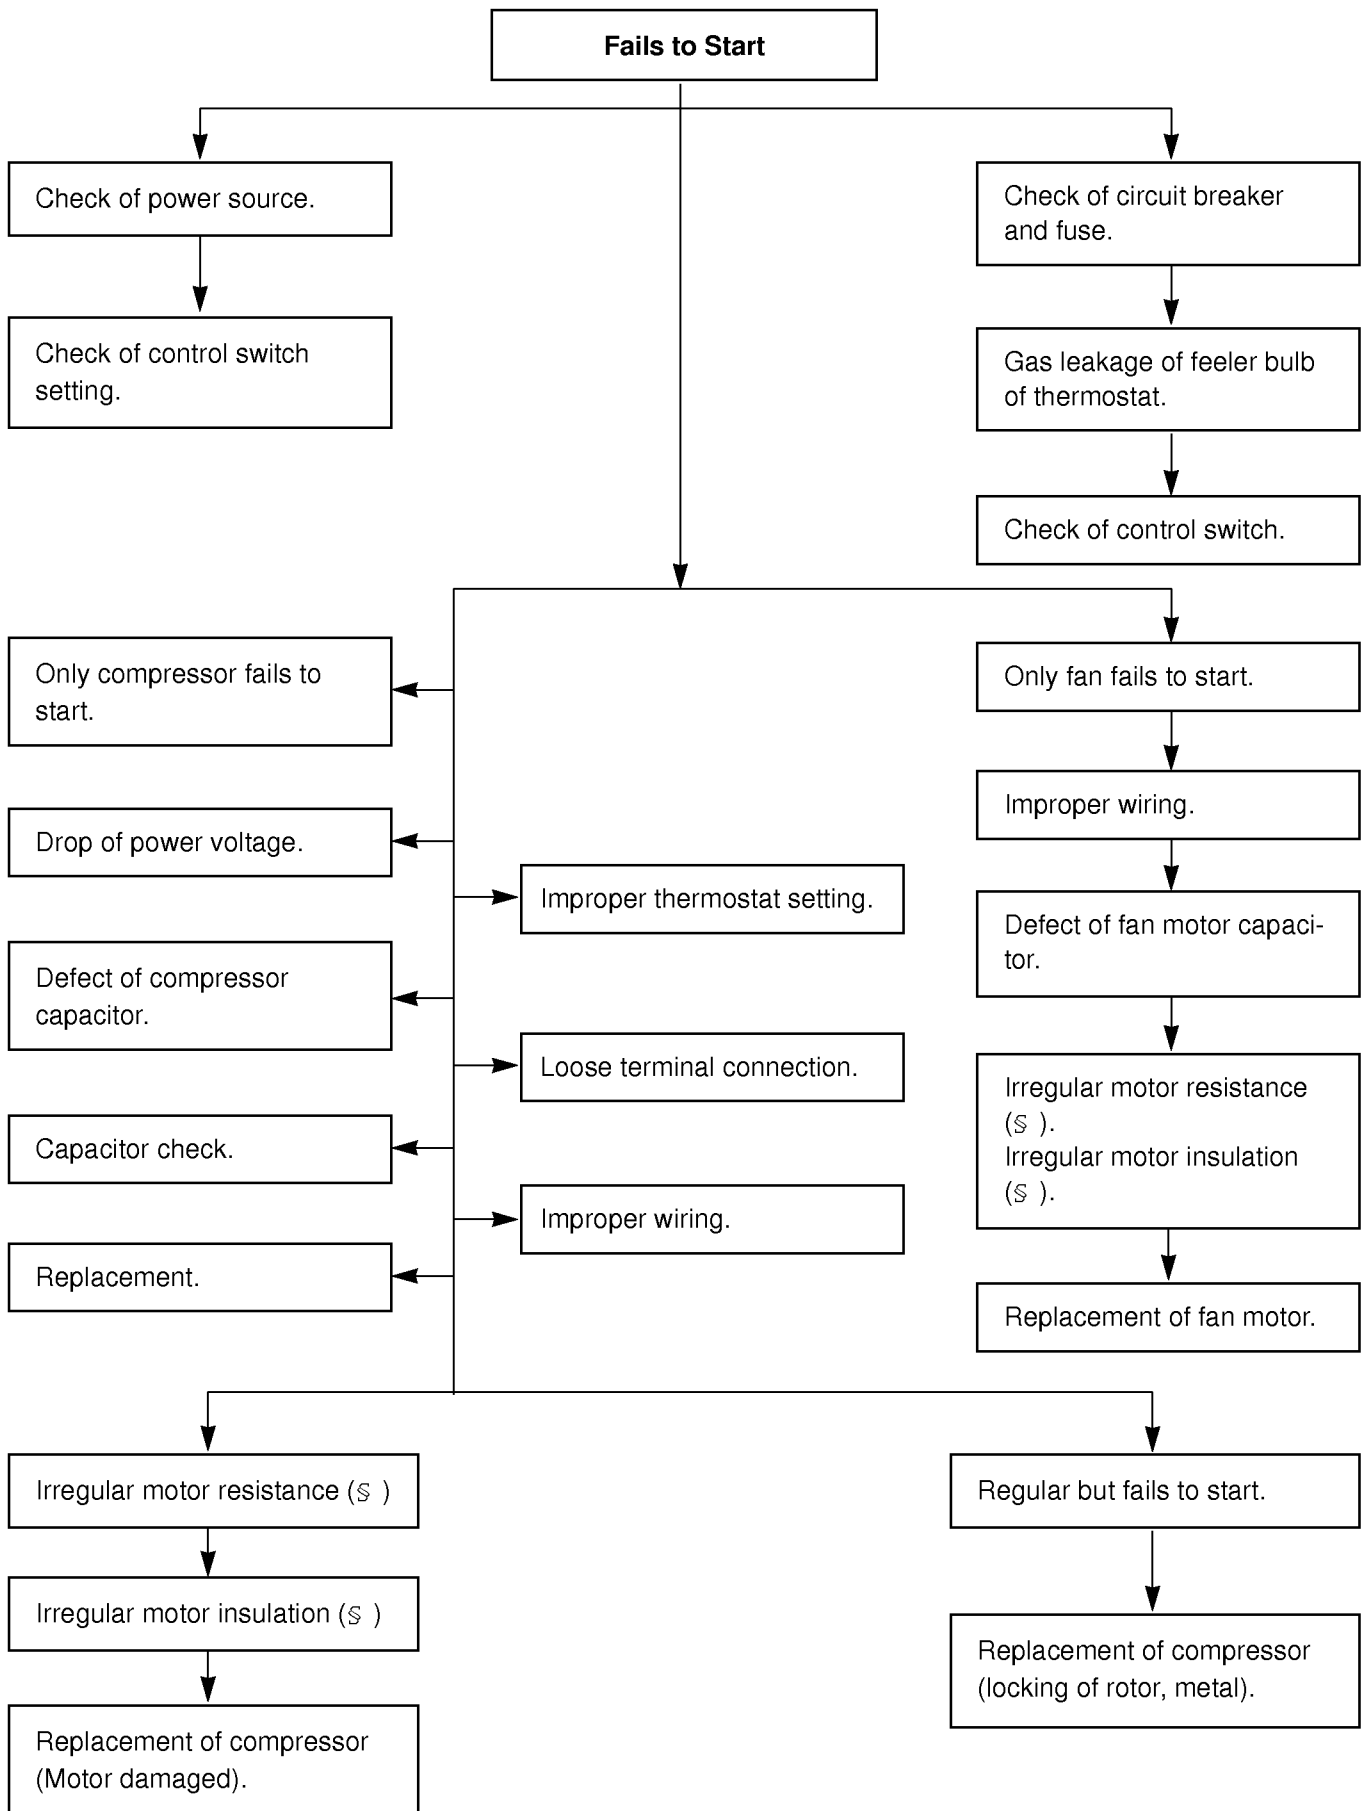 Fails to Start
Check of power source.
Check of circuit breaker
and fuse.
Check of control switch
setting.
Gas leakage of feeler bulb
of thermostat.
Check of control switch.
Only compressor fails to
start.
Only fan fails to start.
Drop of power voltage.
Improper wiring.
Improper thermostat setting.
Defect of fan motor capaci-
tor.
Defect of compressor
capacitor.
Loose terminal connection.
Irregular motor resistance
(§ ).
Irregular motor insulation
(§ ).
Capacitor check.
Improper wiring.
Replacement.
Replacement of fan motor.
Irregular motor resistance (§ )
Irregular motor insulation (§ )
Replacement of compressor
(Motor damaged).
Regular but fails to start.
Replacement of compressor
(locking of rotor, metal).